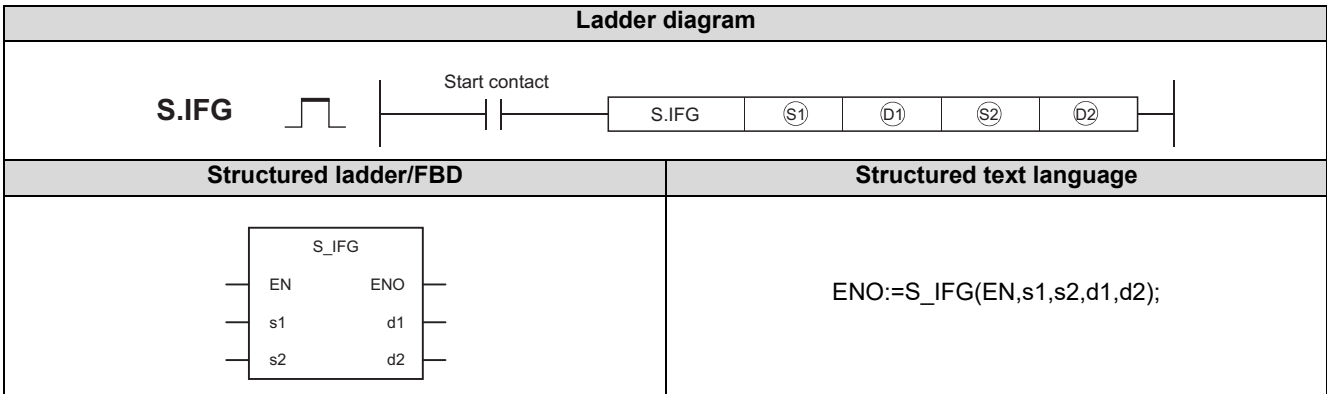 Ladder diagram
Start contact
S.IFG
S.IFG S1 D1 S2 D2
Structured ladder/FBD
Structured text language
S_IFG
EN ENO
s1 d1
s2 d2
ENO:=S_IFG(EN,s1,s2,d1,d2);